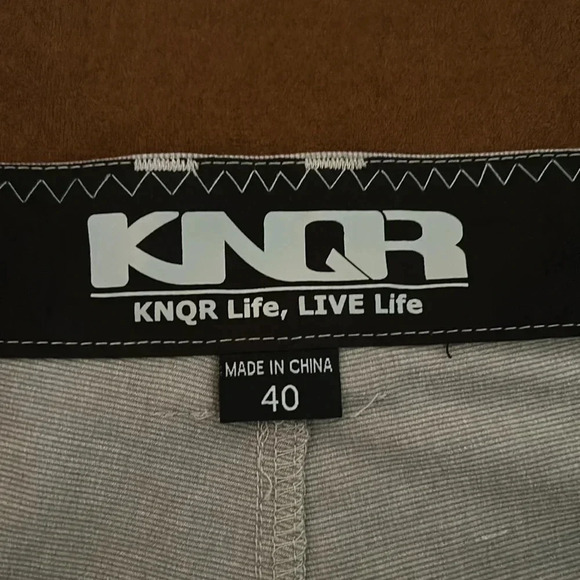 KNQR
KNQR Life, LIVE Life
MADE IN CHINA
40